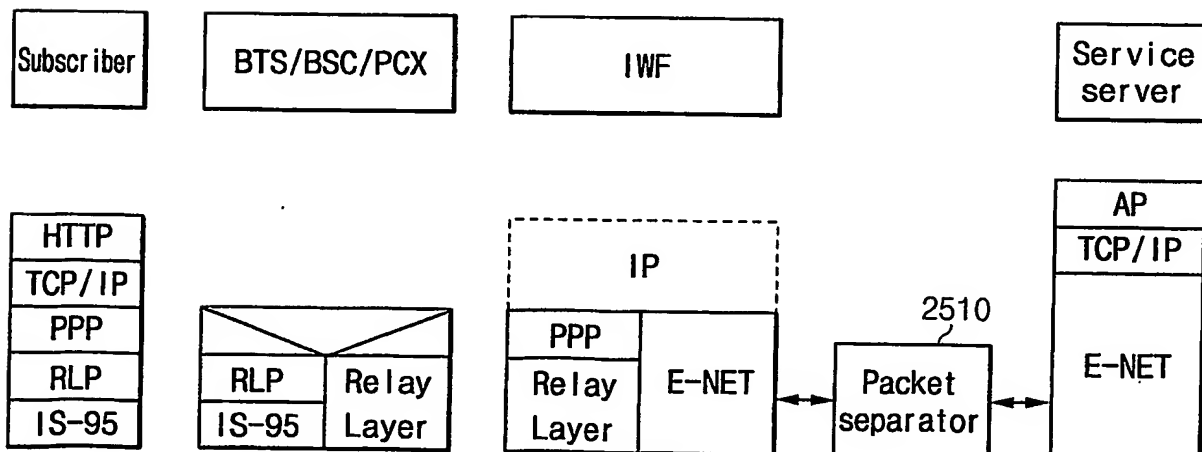 Subscriber
BTS/BSC/PCX
IWF
Service
server
HTTP
TCP/IP
PPP
RLP
IS-95
RLP
IS-95
Relay
Layer
IP
PPP
Relay
Layer
E-NET
2510
Packet
separator
AP
TCP/IP
E-NET